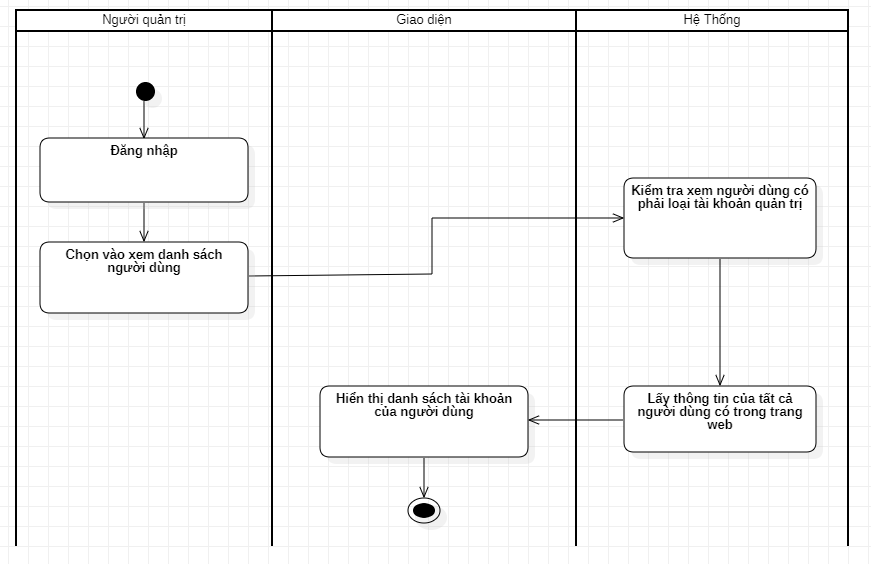 Người quản trị
Giao diện
Hệ Thống
Đăng nhập
Chọn vào xem danh sách
người dùng
Kiểm tra xem người dùng có
phải loại tài khoản quản trị
Lấy thông tin của tất cả
người dùng có trong trang
web
Hiển thị danh sách tài khoản
của người dùng